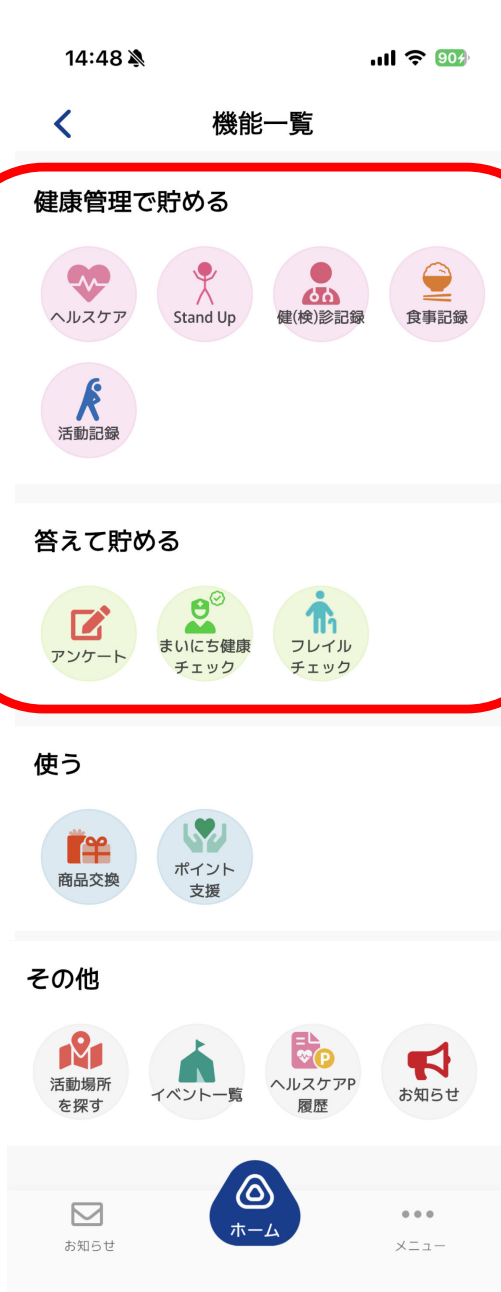 14:48
90
機能一覧
健康管理で貯める
ヘルスケア
Stand Up
健(検)診記録
食事記録
活動記録
答えて貯める
アンケート
まいにち健康
チェック
フレイル
チェック
使う
商品交換
ポイント
支援
その他
活動場所
を探す
イベント一覧
P
ヘルスケアP
履歴
お知らせ
お知らせ
ホーム
メニュー